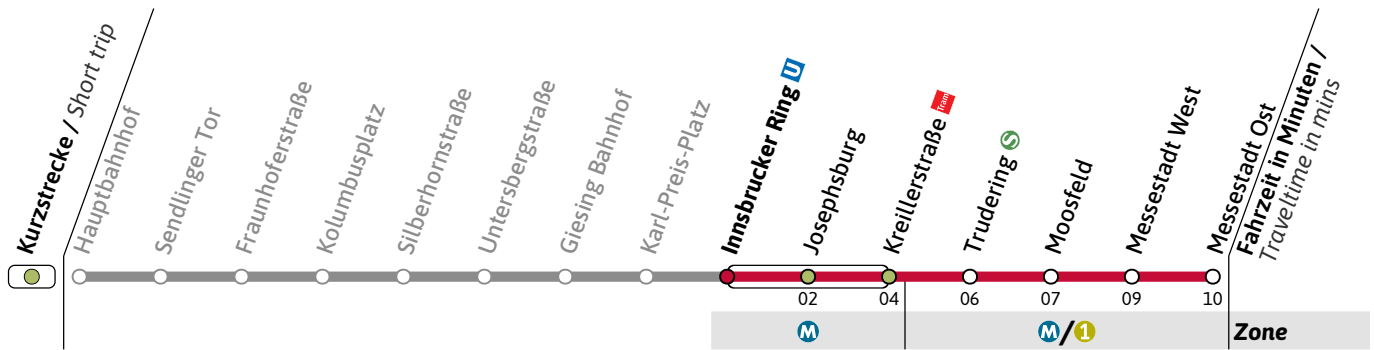 Kurzstrecke / Short trip
Hauptbahnhof
Sendlinger Tor
Fraunhoferstraße
Kolumbusplatz
Silberhornstraße
Untersbergstraße
Giesing Bahnhof
Karl-Preis-Platz
Innsbrucker Ring U
Josephsburg
Kreillerstraße Tram
Trudering S
Moosfeld
Messestadt West
Messestadt Ost
Fahrzeit in Minuten /
Traveltime in mins
02 04 06 07 09 10
M M/1 Zone